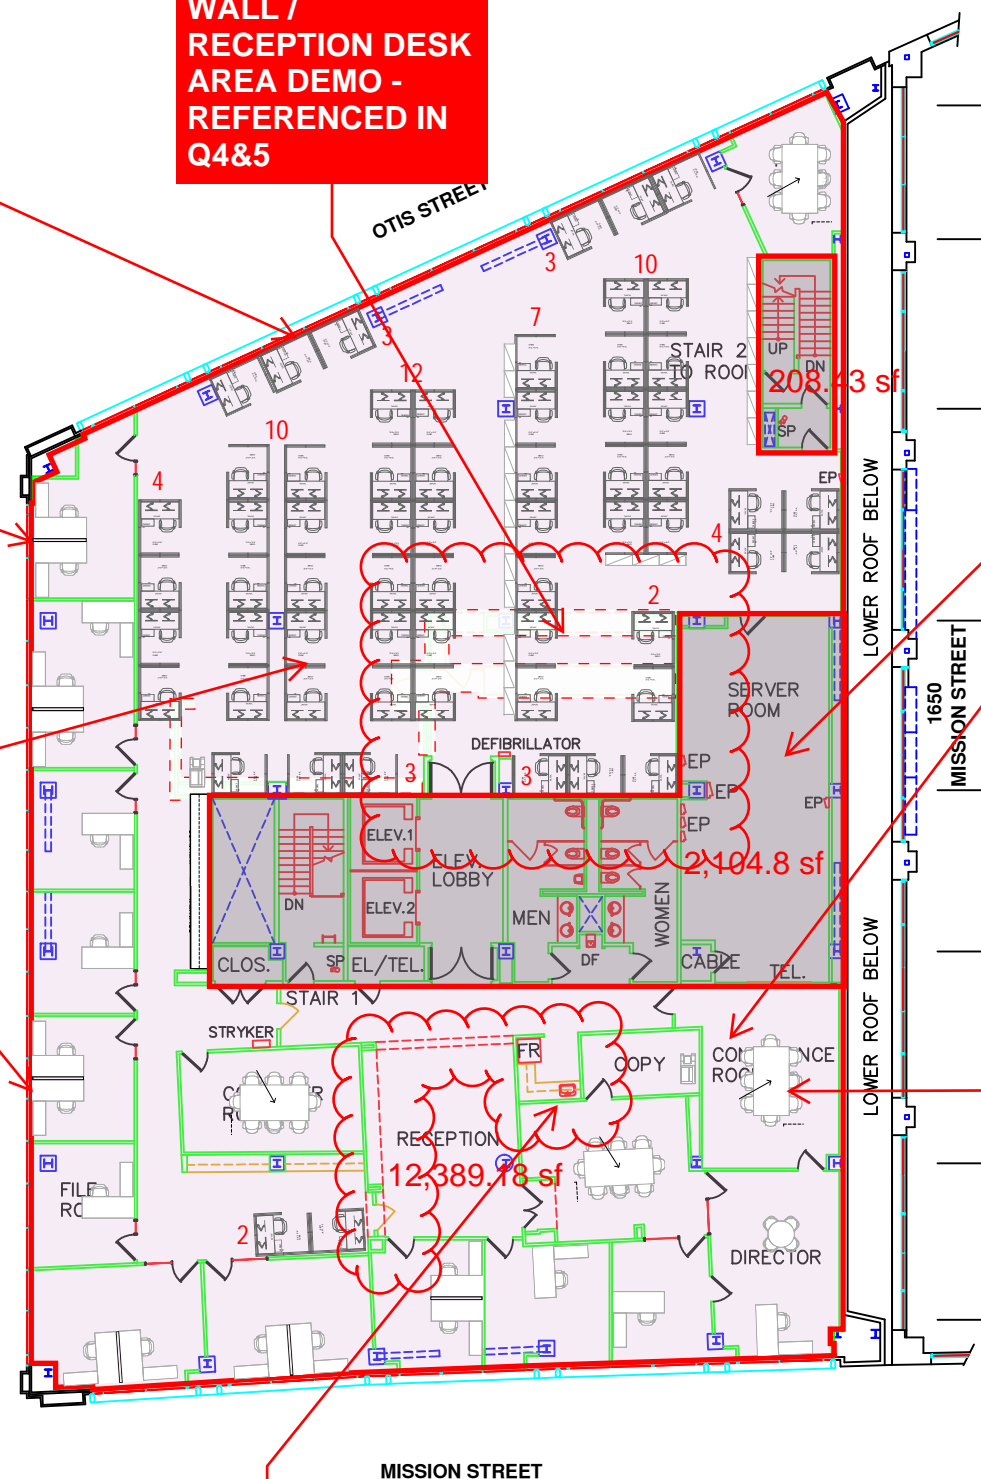 WALL /
RECEPTION DESK
AREA DEMO -
REFERENCED IN
Q4&5
OTIS STREET
3
10
3
7
STAIR 2
TO ROO
UP
DN
208.43 sf
12
SP
10
4
EP
4
LOWER ROOF BELOW
2
1650
MISSION STREET
SERVER
ROOM
DEFIBRILLATOR
3
3
EP
EP
EP
EP
ELEV.1
ELEV.
LOBBY
2,104.8 sf
DN
ELEV.2
MEN
WOMEN
DF
CLOS.
SP
EL/TEL.
CABLE
TEL.
STAIR 1
LOWER ROOF BELOW
STRYKER
FR
COPY
RECEPTION
12,389.18 sf
2
DIRECTOR
MISSION STREET